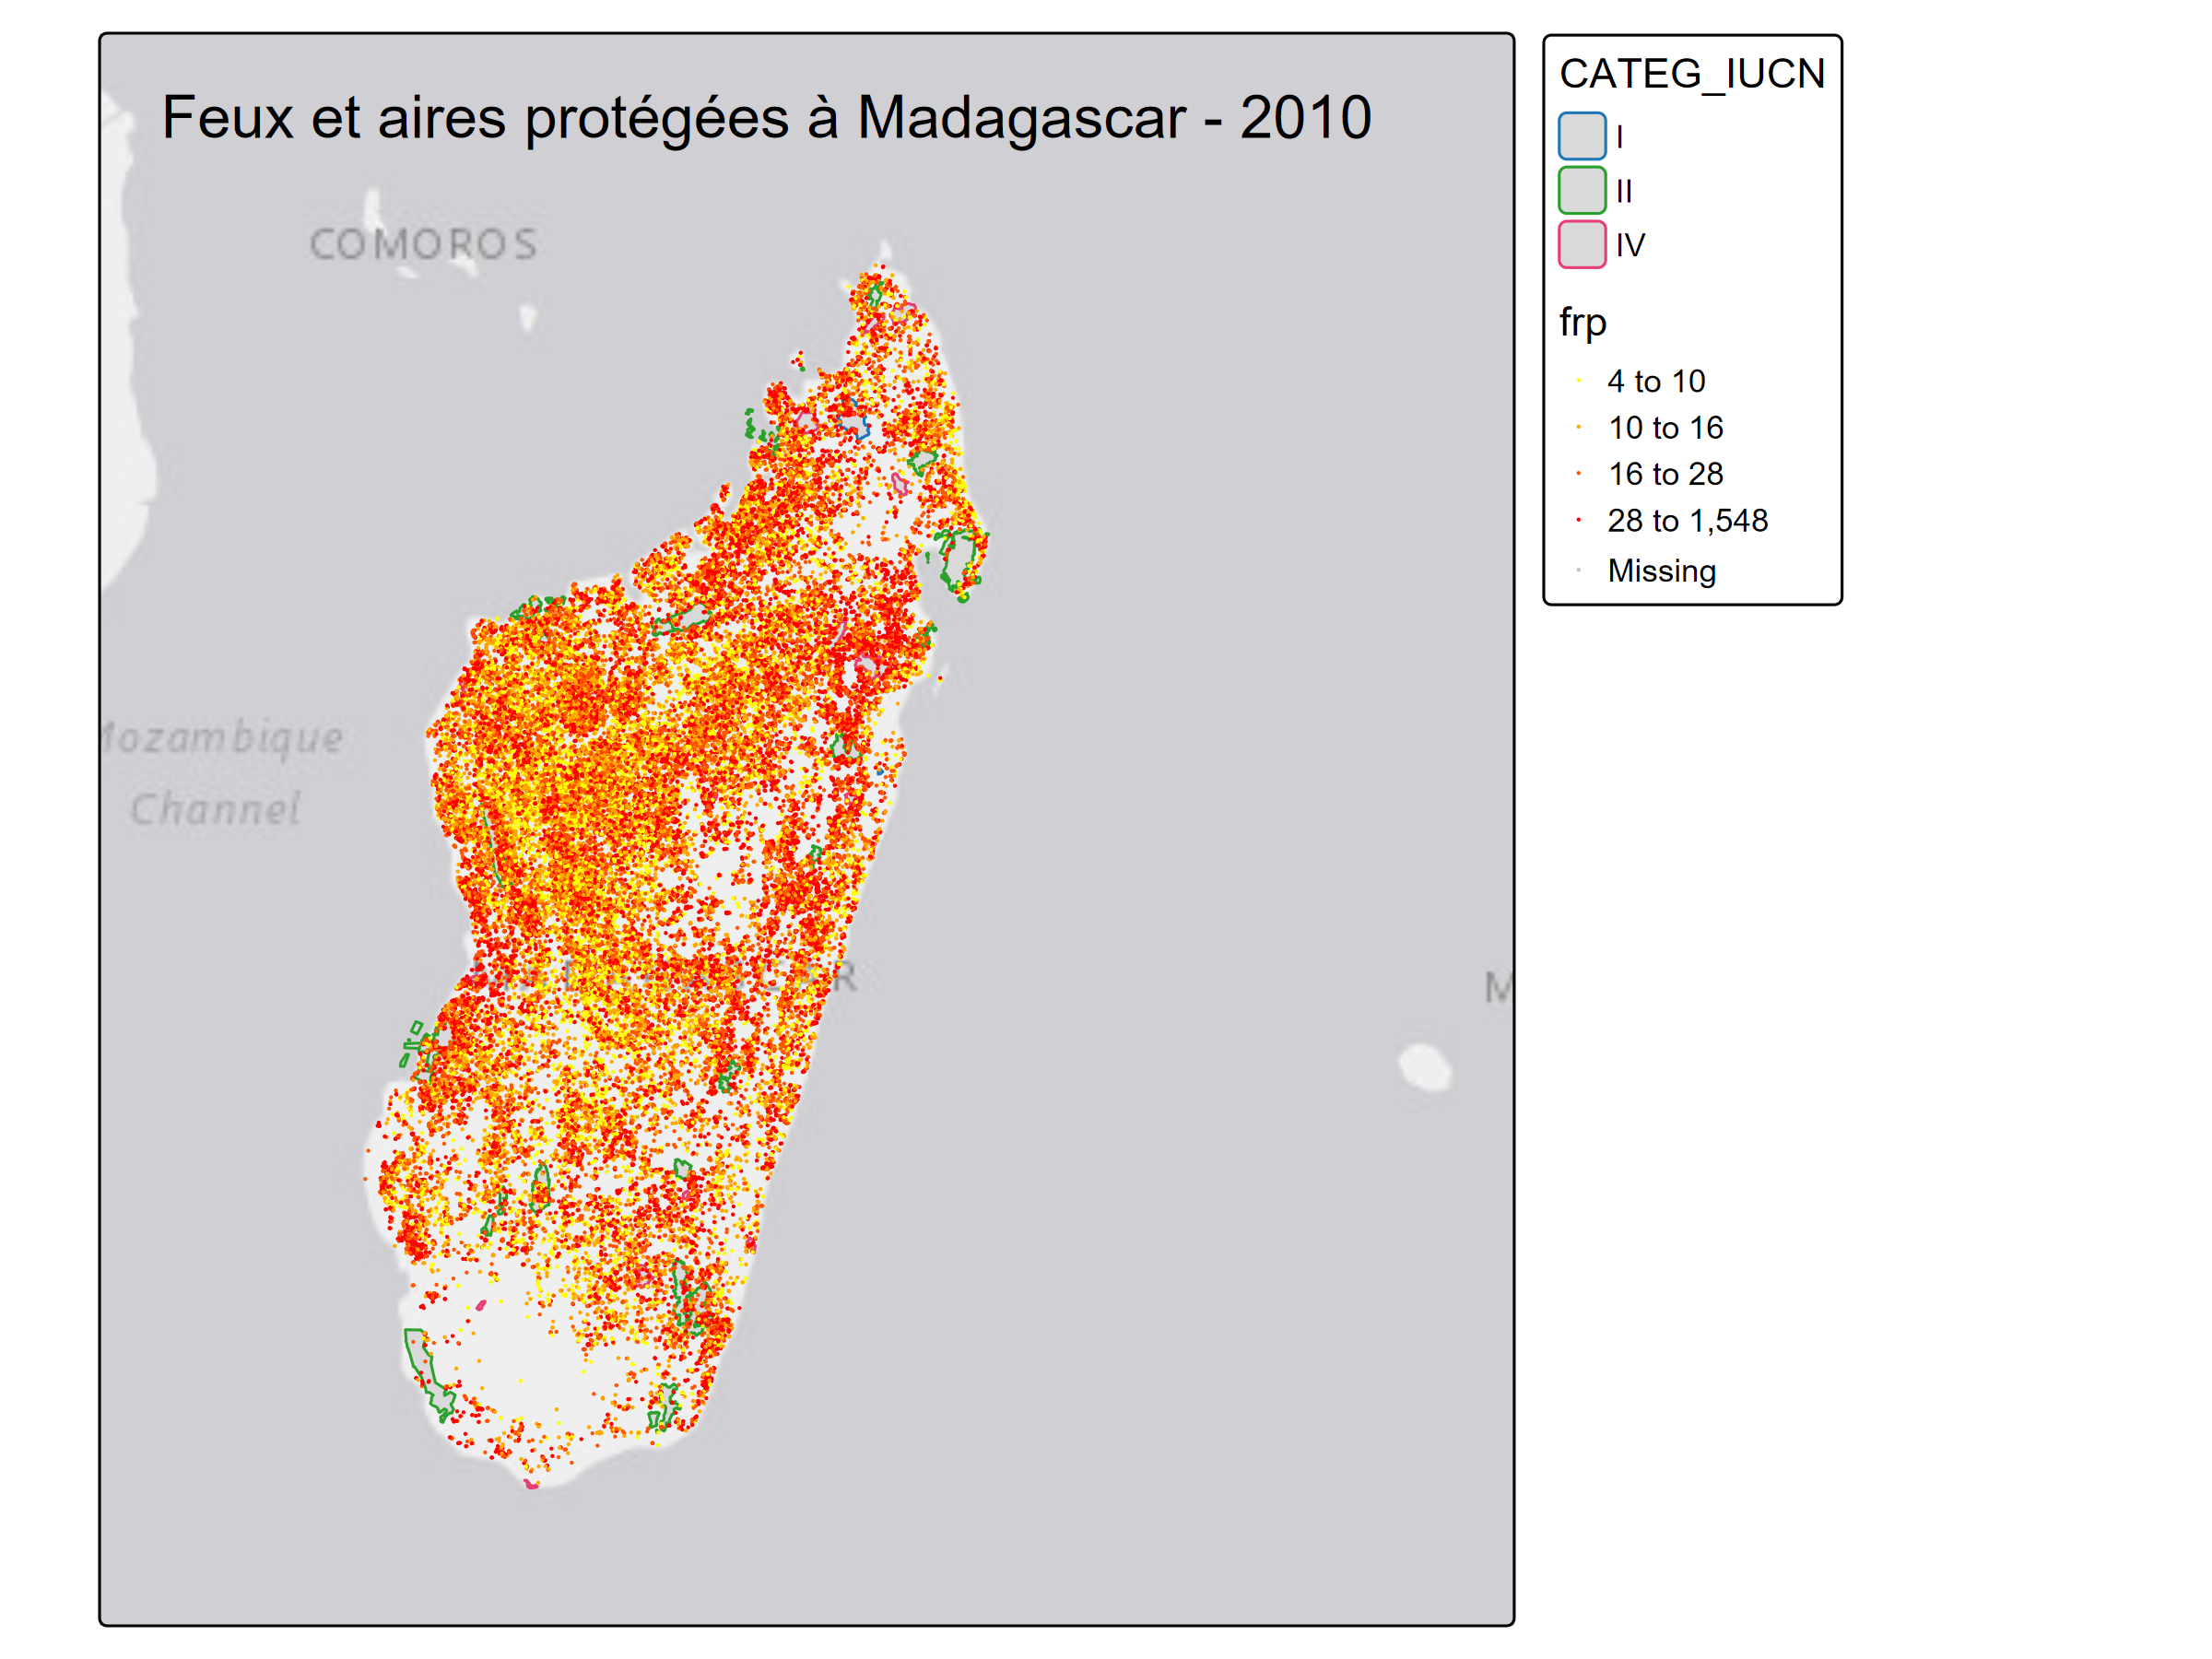 Feux et aires protégées à Madagascar - 2010
COMOROS
Mozambique
Channel
M
CATEG_IUCN
I
II
IV
frp
4 to 10
10 to 16
16 to 28
28 to 1,548
Missing